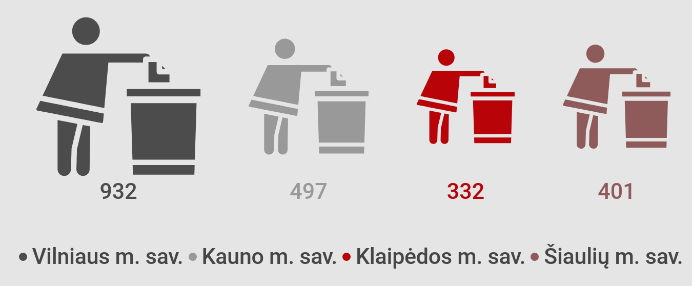 932 497 332 401
Vilniaus m. sav. Kauno m. sav. Klaipėdos m. sav. Šiaulių m. sav.